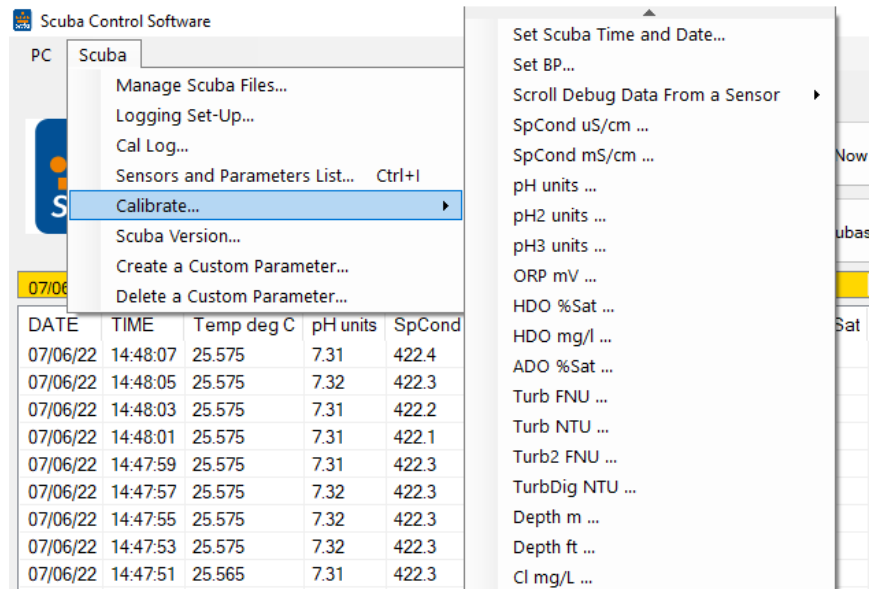 Scuba Control Software
PC Scuba
Manage Scuba Files...
Logging Set-Up...
Cal Log...
Sensors and Parameters List... Ctrl+I
Calibrate...
Scuba Version...
Create a Custom Parameter...
Delete a Custom Parameter...
Set Scuba Time and Date...
Set BP...
Scroll Debug Data From a Sensor
SpCond uS/cm ...
SpCond mS/cm ...
pH units ...
pH2 units ...
pH3 units ...
ORP mV ...
HDO %Sat ...
HDO mg/l ...
ADO %Sat ...
Turb FNU ...
Turb NTU ...
Turb2 FNU ...
TurbDig NTU ...
Depth m ...
Depth ft ...
Cl mg/L ...
Now
S
07/06
DATE TIME Temp deg C pH units SpCond Sat
07/06/22 14:48:07 25.575 7.31 422.4
07/06/22 14:48:05 25.575 7.32 422.3
07/06/22 14:48:03 25.575 7.31 422.2
07/06/22 14:48:01 25.575 7.31 422.1
07/06/22 14:47:59 25.575 7.31 422.3
07/06/22 14:47:57 25.575 7.32 422.3
07/06/22 14:47:55 25.575 7.32 422.3
07/06/22 14:47:53 25.575 7.32 422.3
07/06/22 14:47:51 25.565 7.31 422.3